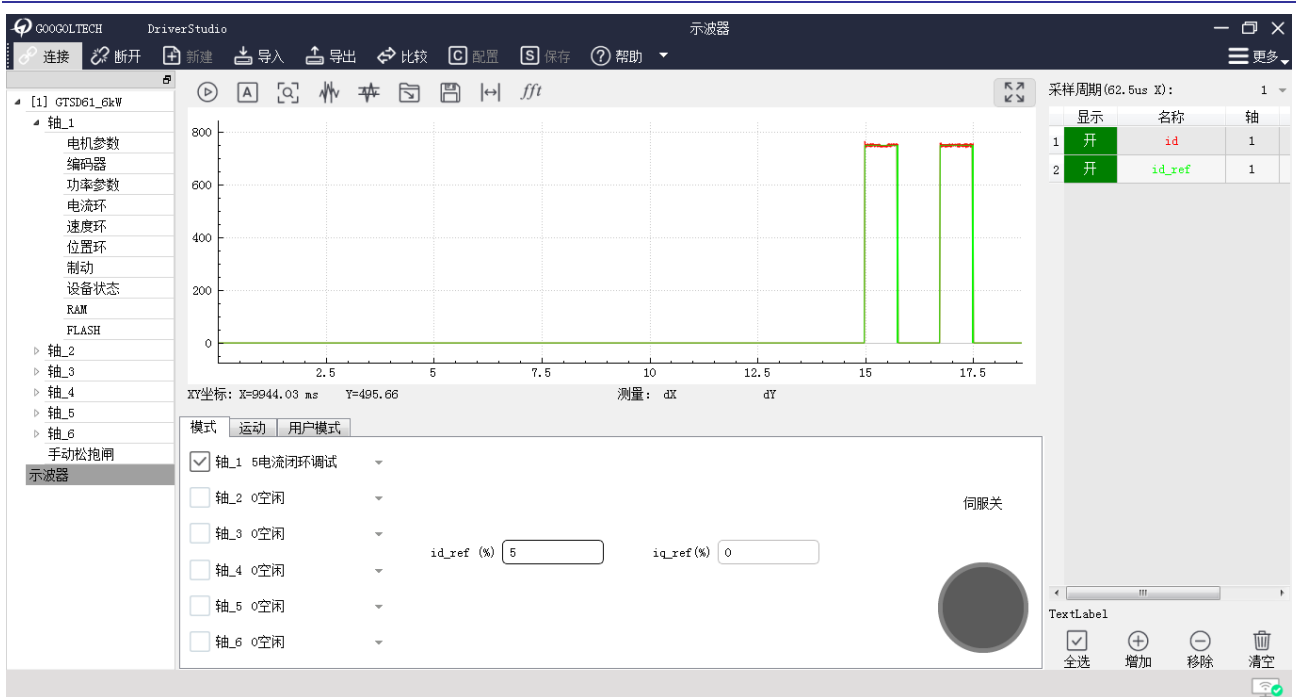 GOOGOLTECH DriverStudio 示波器
连接 断开 新建 导入 导出 比较 C 配置 S 保存 ? 帮助 更多
A fft 采样周期(62.5us X): 1
[1] GTSD61_6kW
轴_1
电机参数
编码器
功率参数
电流环
速度环
位置环
制动
设备状态
RAM
FLASH
轴_2
轴_3
轴_4
轴_5
轴_6
手动松抱闸
示波器
800
600
400
200
0
2.5 5 7.5 10 12.5 15 17.5
XY坐标: X=9944.03 ms Y=495.66 测量: dX dY
显示 名称 轴
1 开 id 1
2 开 id_ref 1
模式 运动 用户模式
轴_1 5电流闭环调试
轴_2 0空闲
轴_3 0空闲
轴_4 0空闲
轴_5 0空闲
轴_6 0空闲
id_ref (%) 5 iq_ref(%) 0
伺服关
TextLabel
全选 增加 移除 清空